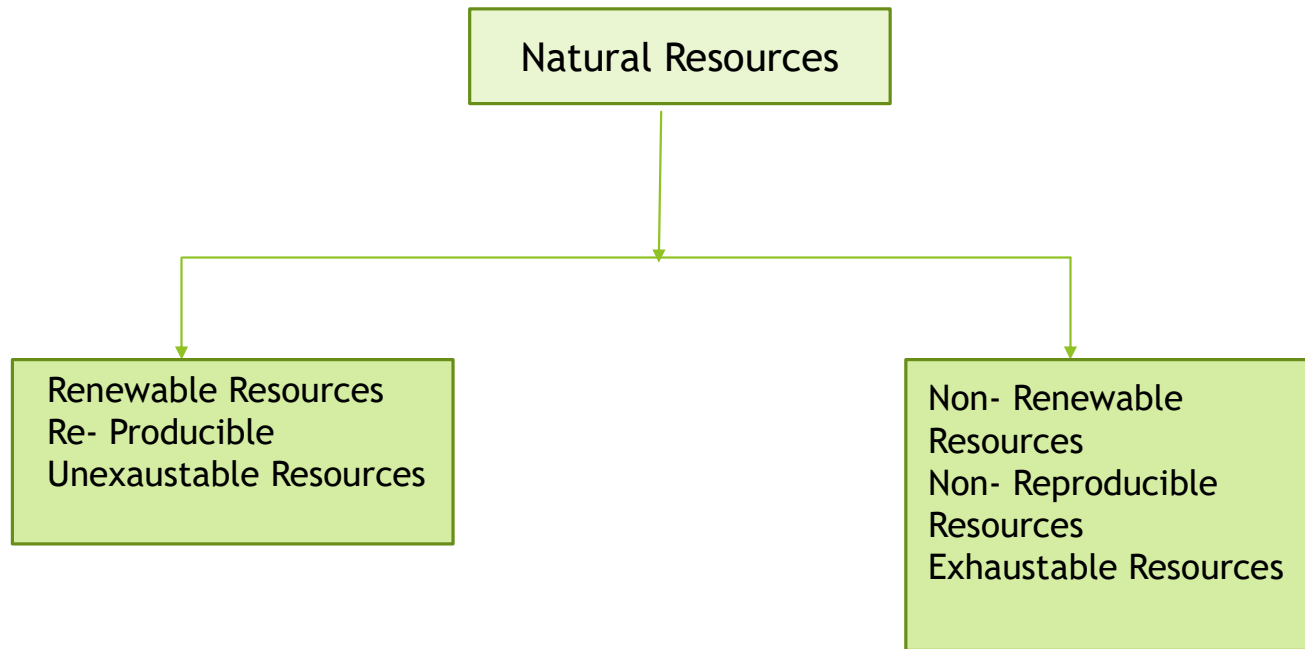 Natural Resources
Renewable Resources
Re- Producible
Unexaustable Resources
Non- Renewable
Resources
Non- Reproducible
Resources
Exhaustable Resources